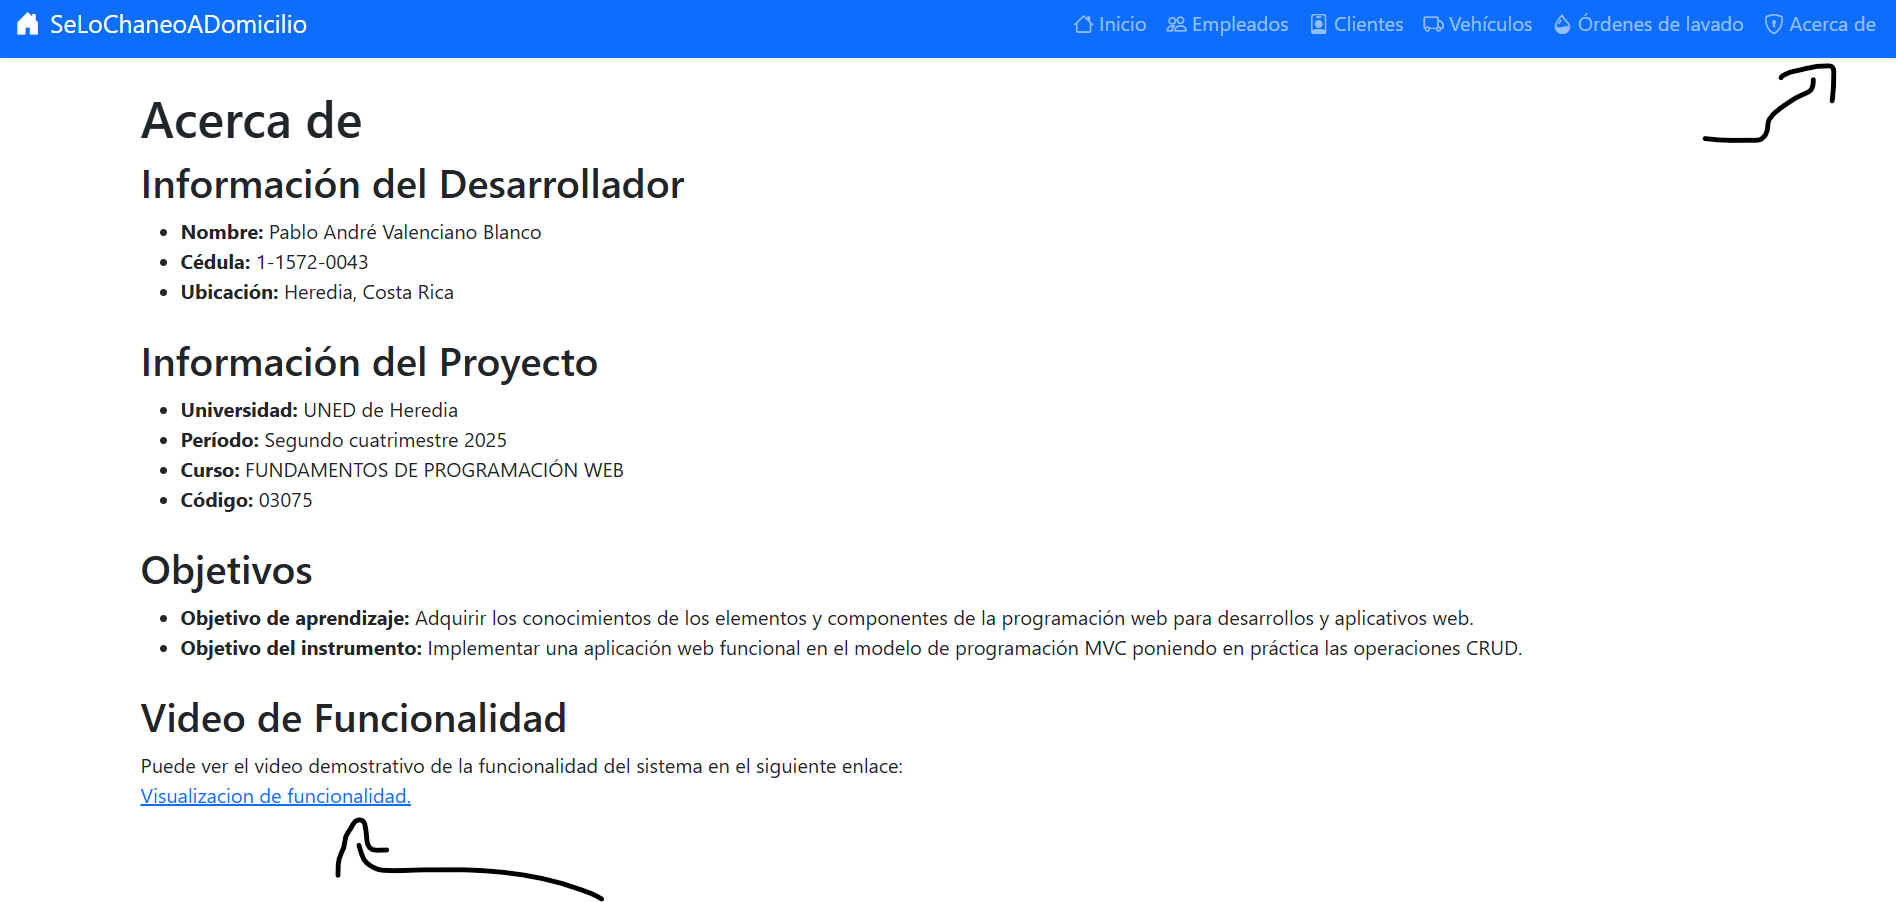 SeLoChaneoADomicilio
Inicio Empleados Clientes Vehículos Órdenes de lavado Acerca de
Acerca de
Información del Desarrollador
Nombre: Pablo André Valenciano Blanco
Cédula: 1-1572-0043
Ubicación: Heredia, Costa Rica
Información del Proyecto
Universidad: UNED de Heredia
Período: Segundo cuatrimestre 2025
Curso: FUNDAMENTOS DE PROGRAMACIÓN WEB
Código: 03075
Objetivos
Objetivo de aprendizaje: Adquirir los conocimientos de los elementos y componentes de la programación web para desarrollos y aplicativos web.
Objetivo del instrumento: Implementar una aplicación web funcional en el modelo de programación MVC poniendo en práctica las operaciones CRUD.
Video de Funcionalidad
Puede ver el video demostrativo de la funcionalidad del sistema en el siguiente enlace:
Visualizacion de funcionalidad.